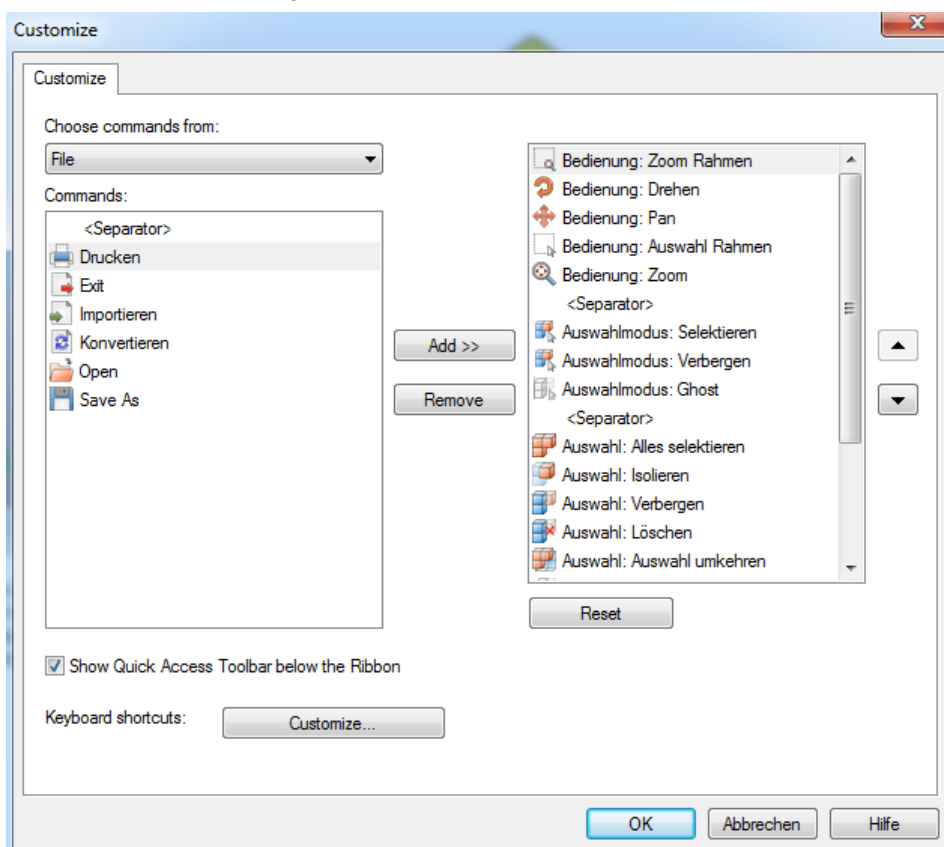 Customize
Customize
Choose commands from:
File
Commands:
<Separator>
Drucken
Exit
Importieren
Konvertieren
Open
Save As
Add >>
Remove
Bedienung: Zoom Rahmen
Bedienung: Drehen
Bedienung: Pan
Bedienung: Auswahl Rahmen
Bedienung: Zoom
<Separator>
Auswahlmodus: Selektieren
Auswahlmodus: Verbergen
Auswahlmodus: Ghost
<Separator>
Auswahl: Alles selektieren
Auswahl: Isolieren
Auswahl: Verbergen
Auswahl: Löschen
Auswahl: Auswahl umkehren
Reset
Show Quick Access Toolbar below the Ribbon
Keyboard shortcuts:
Customize...
OK
Abbrechen
Hilfe